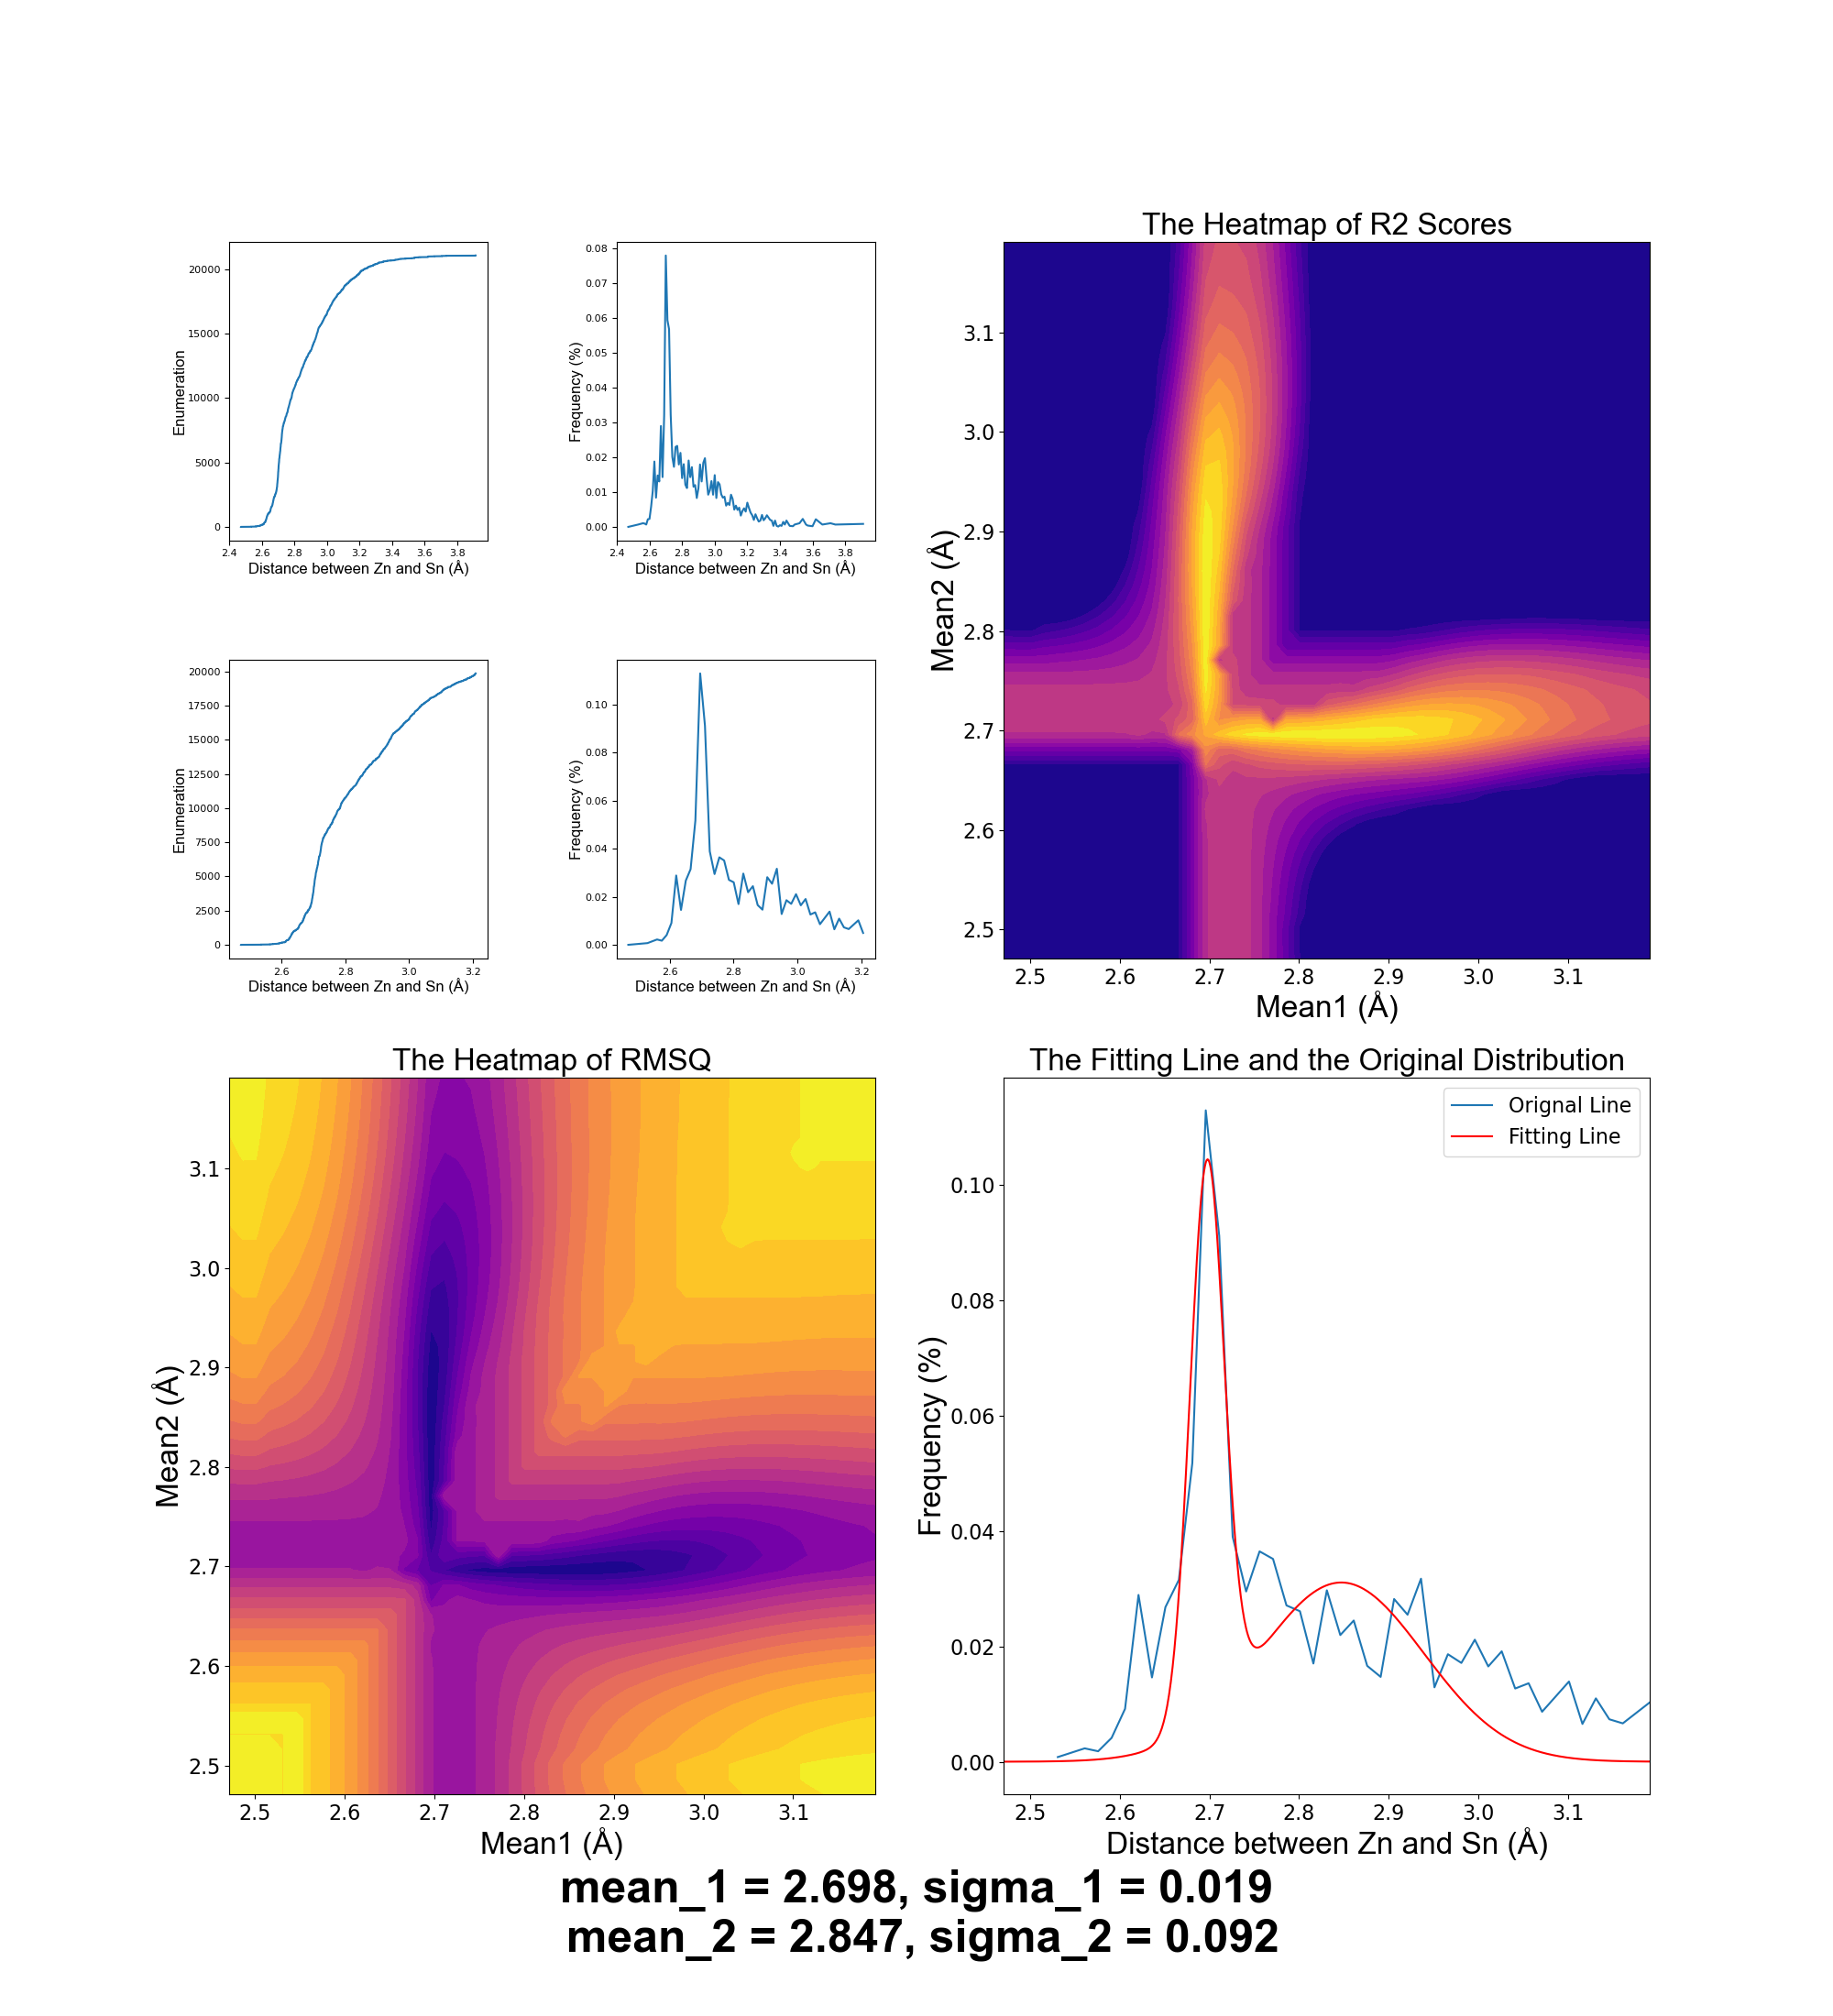 20000
15000
10000
5000
0
Enumeration
2.4 2.6 2.8 3.0 3.2 3.4 3.6 3.8
Distance between Zn and Sn (Å)
0.08
0.07
0.06
0.05
0.04
0.03
0.02
0.01
0.00
Frequency (%)
2.4 2.6 2.8 3.0 3.2 3.4 3.6 3.8
Distance between Zn and Sn (Å)
The Heatmap of R2 Scores
3.1
3.0
2.9
2.8
2.7
2.6
2.5
Mean2 (Å)
2.5 2.6 2.7 2.8 2.9 3.0 3.1
Mean1 (Å)
20000
17500
15000
12500
10000
7500
5000
2500
0
Enumeration
2.6 2.8 3.0 3.2
Distance between Zn and Sn (Å)
0.10
0.08
0.06
0.04
0.02
0.00
Frequency (%)
2.6 2.8 3.0 3.2
Distance between Zn and Sn (Å)
The Heatmap of RMSQ
3.1
3.0
2.9
2.8
2.7
2.6
2.5
Mean2 (Å)
2.5 2.6 2.7 2.8 2.9 3.0 3.1
Mean1 (Å)
The Fitting Line and the Original Distribution
Orignal Line
Fitting Line
0.10
0.08
0.06
0.04
0.02
0.00
Frequency (%)
2.5 2.6 2.7 2.8 2.9 3.0 3.1
Distance between Zn and Sn (Å)
mean_1 = 2.698, sigma_1 = 0.019
mean_2 = 2.847, sigma_2 = 0.092